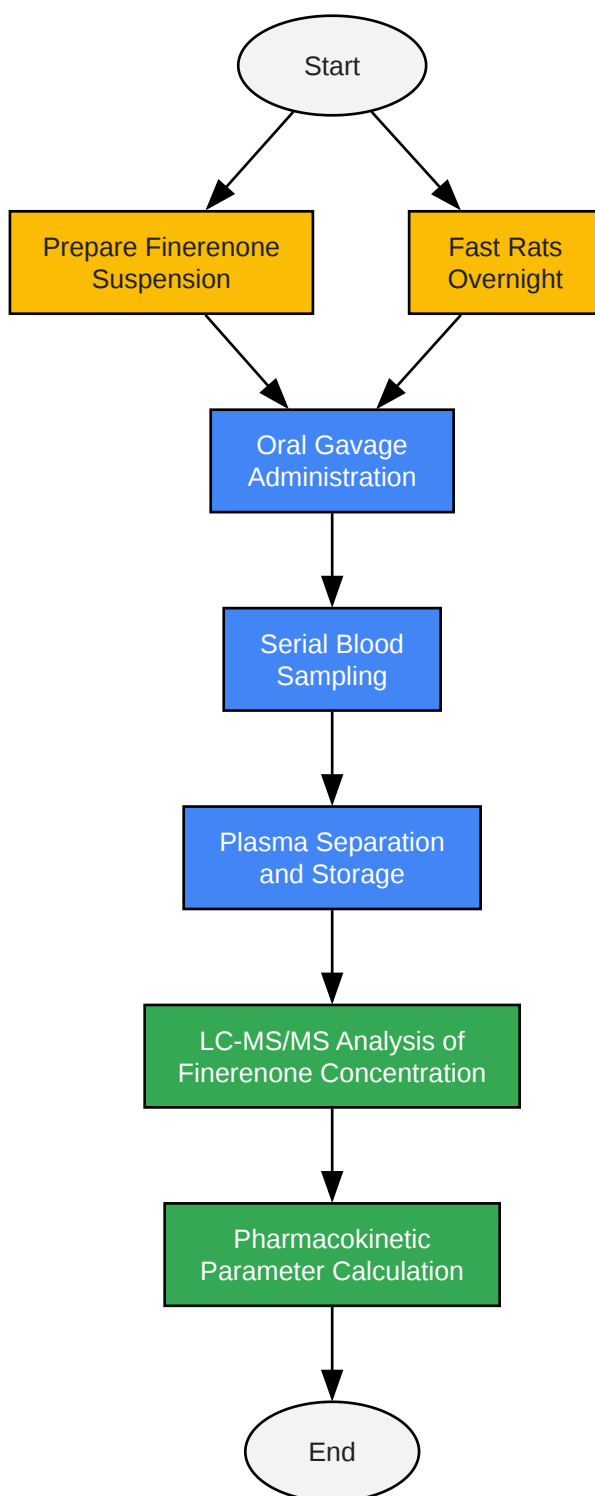 Start
Prepare Finerenone
Suspension
Fast Rats
Overnight
Oral Gavage
Administration
Serial Blood
Sampling
Plasma Separation
and Storage
LC-MS/MS Analysis of
Finerenone Concentration
Pharmacokinetic
Parameter Calculation
End